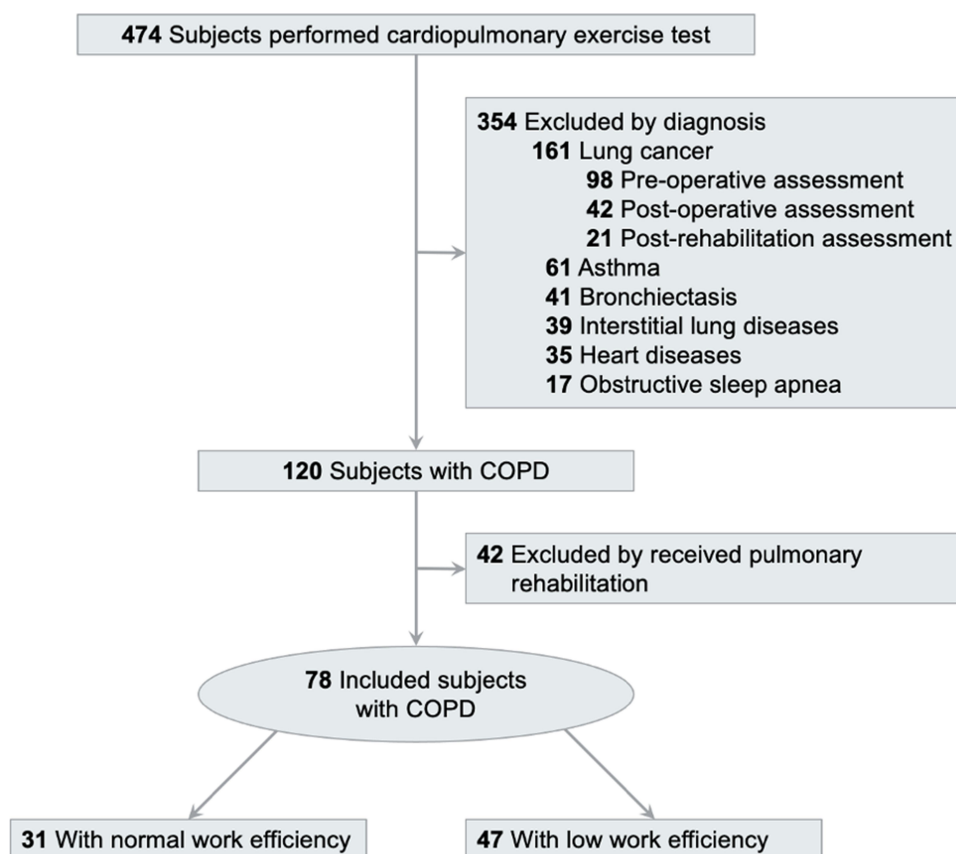 474 Subjects performed cardiopulmonary exercise test
354 Excluded by diagnosis
161 Lung cancer
98 Pre-operative assessment
42 Post-operative assessment
21 Post-rehabilitation assessment
61 Asthma
41 Bronchiectasis
39 Interstitial lung diseases
35 Heart diseases
17 Obstructive sleep apnea
120 Subjects with COPD
42 Excluded by received pulmonary
rehabilitation
78 Included subjects
with COPD
31 With normal work efficiency
47 With low work efficiency